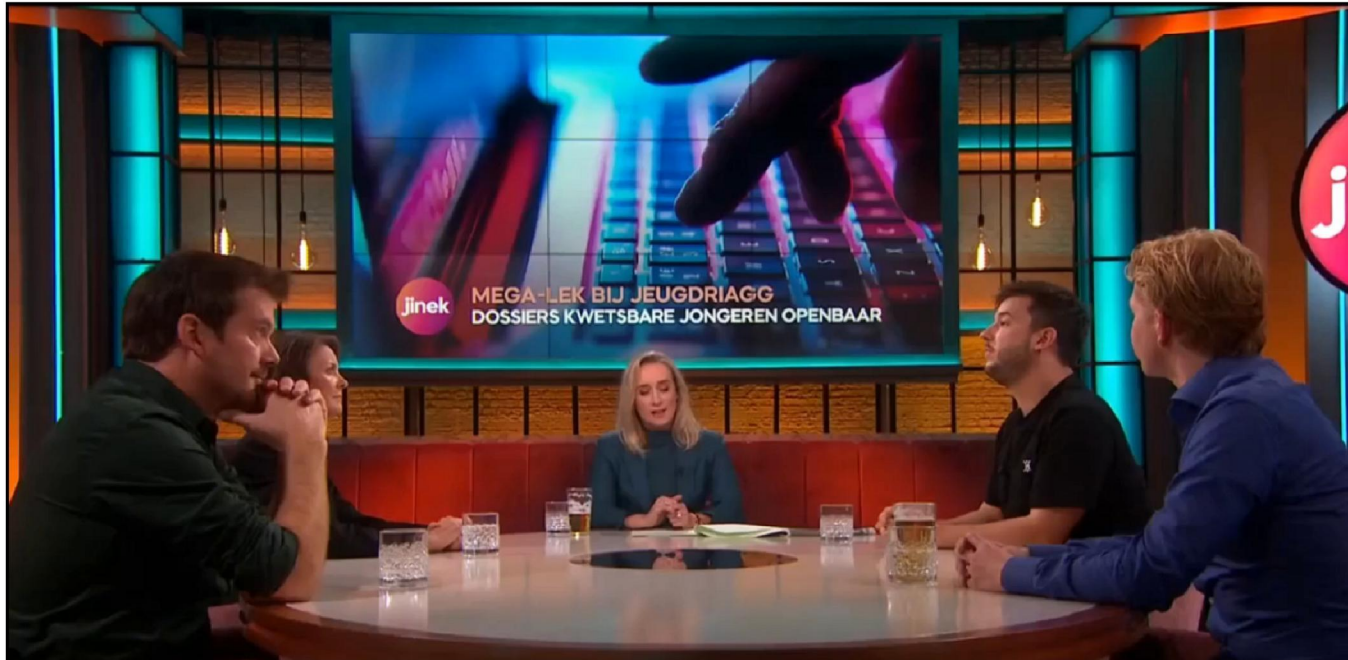 jinek
MEGA-LEK BIJ JEUGDRIAGG
DOSSIERS KWETSBARE JONGEREN OPENBAAR
j